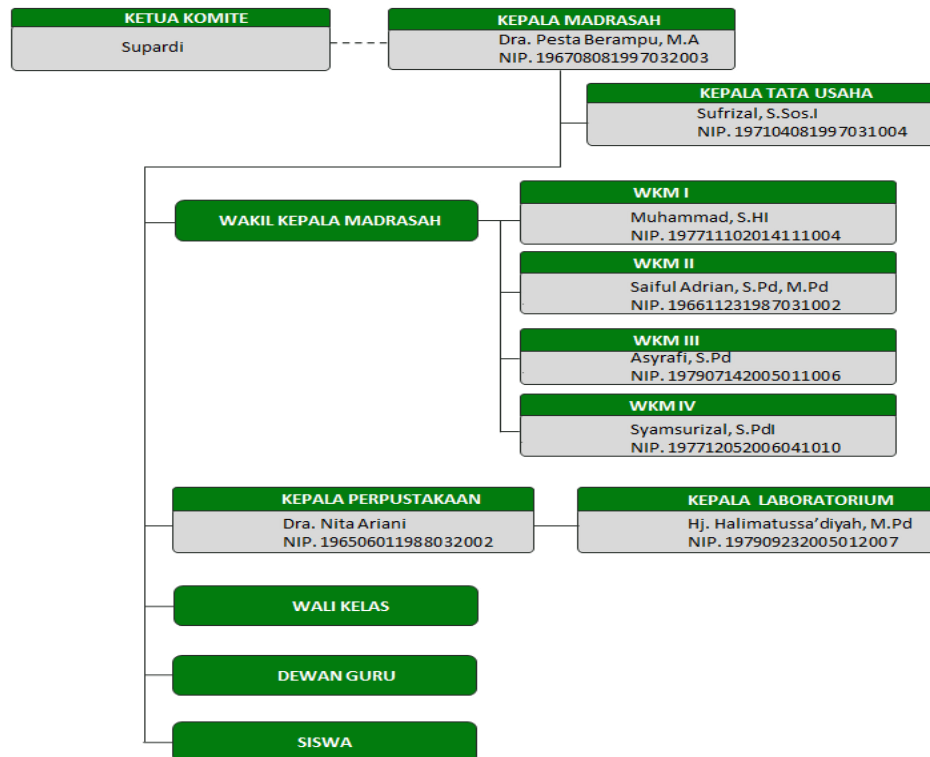 KETUA KOMITE
Supardi
KEPALA MADRASAH
Dra. Pesta Berampu, M.A
NIP. 196708081997032003
KEPALA TATA USAHA
Sufrizal, S.Sos.I
NIP. 197104081997031004
WAKIL KEPALA MADRASAH
WKM I
Muhammad, S.HI
NIP. 197711102014111004
WKM II
Saiful Adrian, S.Pd, M.Pd
NIP. 196611231987031002
WKM III
Asyrafi, S.Pd
NIP. 197907142005011006
WKM IV
Syamsurizal, S.PdI
NIP. 197712052006041010
KEPALA PERPUSTAKAAN
Dra. Nita Ariani
NIP. 196506011988032002
KEPALA LABORATORIUM
Hj. Halimatussa’diyah, M.Pd
NIP. 197909232005012007
WALI KELAS
DEWAN GURU
SISWA